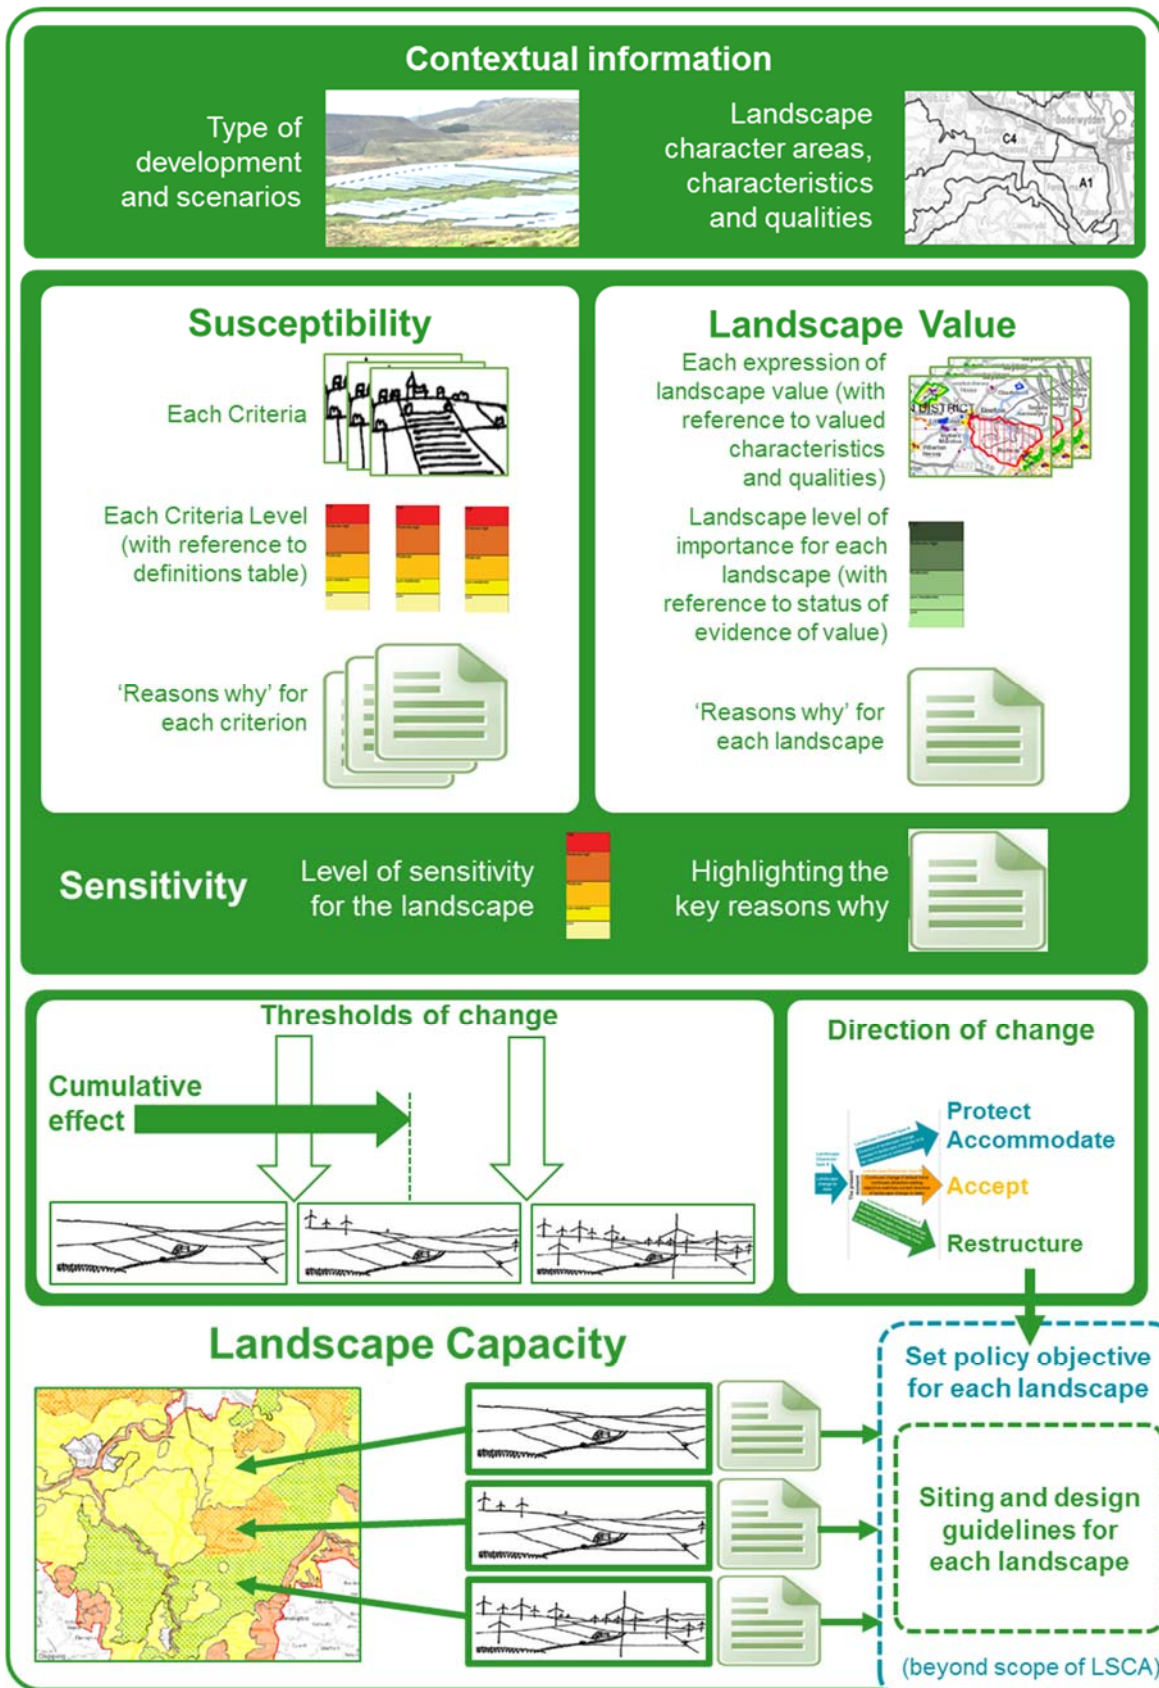 Contextual information
Type of
development
and scenarios
Landscape
character areas,
characteristics
and qualities
C4
A1
Susceptibility
Each Criteria
Each Criteria Level
(with reference to
definitions table)
‘Reasons why’ for
each criterion
Landscape Value
Each expression of
landscape value (with
reference to valued
characteristics
and qualities)
Landscape level of
importance for each
landscape (with
reference to status of
evidence of value)
‘Reasons why’ for
each landscape
Sensitivity
Level of sensitivity
for the landscape
Highlighting the
key reasons why
Thresholds of change
Cumulative
effect
Direction of change
Protect
Accommodate
Accept
Restructure
Landscape Capacity
Set policy objective
for each landscape
Siting and design
guidelines for
each landscape
(beyond scope of LSCA)